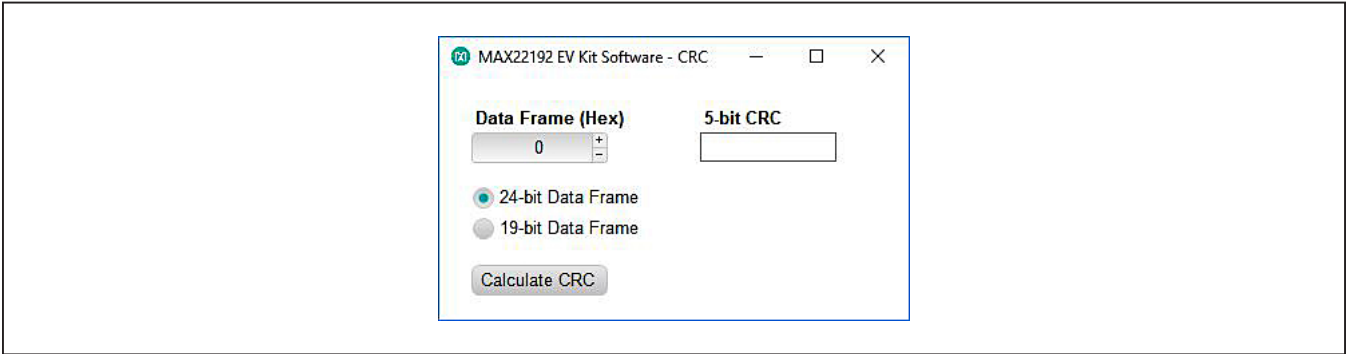 MAX22192 EV Kit Software - CRC
Data Frame (Hex) 5-bit CRC
0 + -
24-bit Data Frame
19-bit Data Frame
Calculate CRC